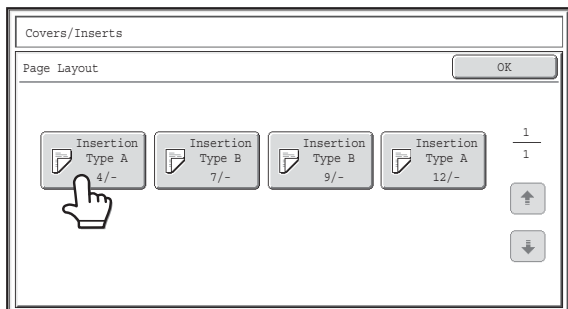 Covers/Inserts
Page Layout
OK
Insertion
Type A
4/-
Insertion
Type B
7/-
Insertion
Type B
9/-
Insertion
Type A
12/-
1
1